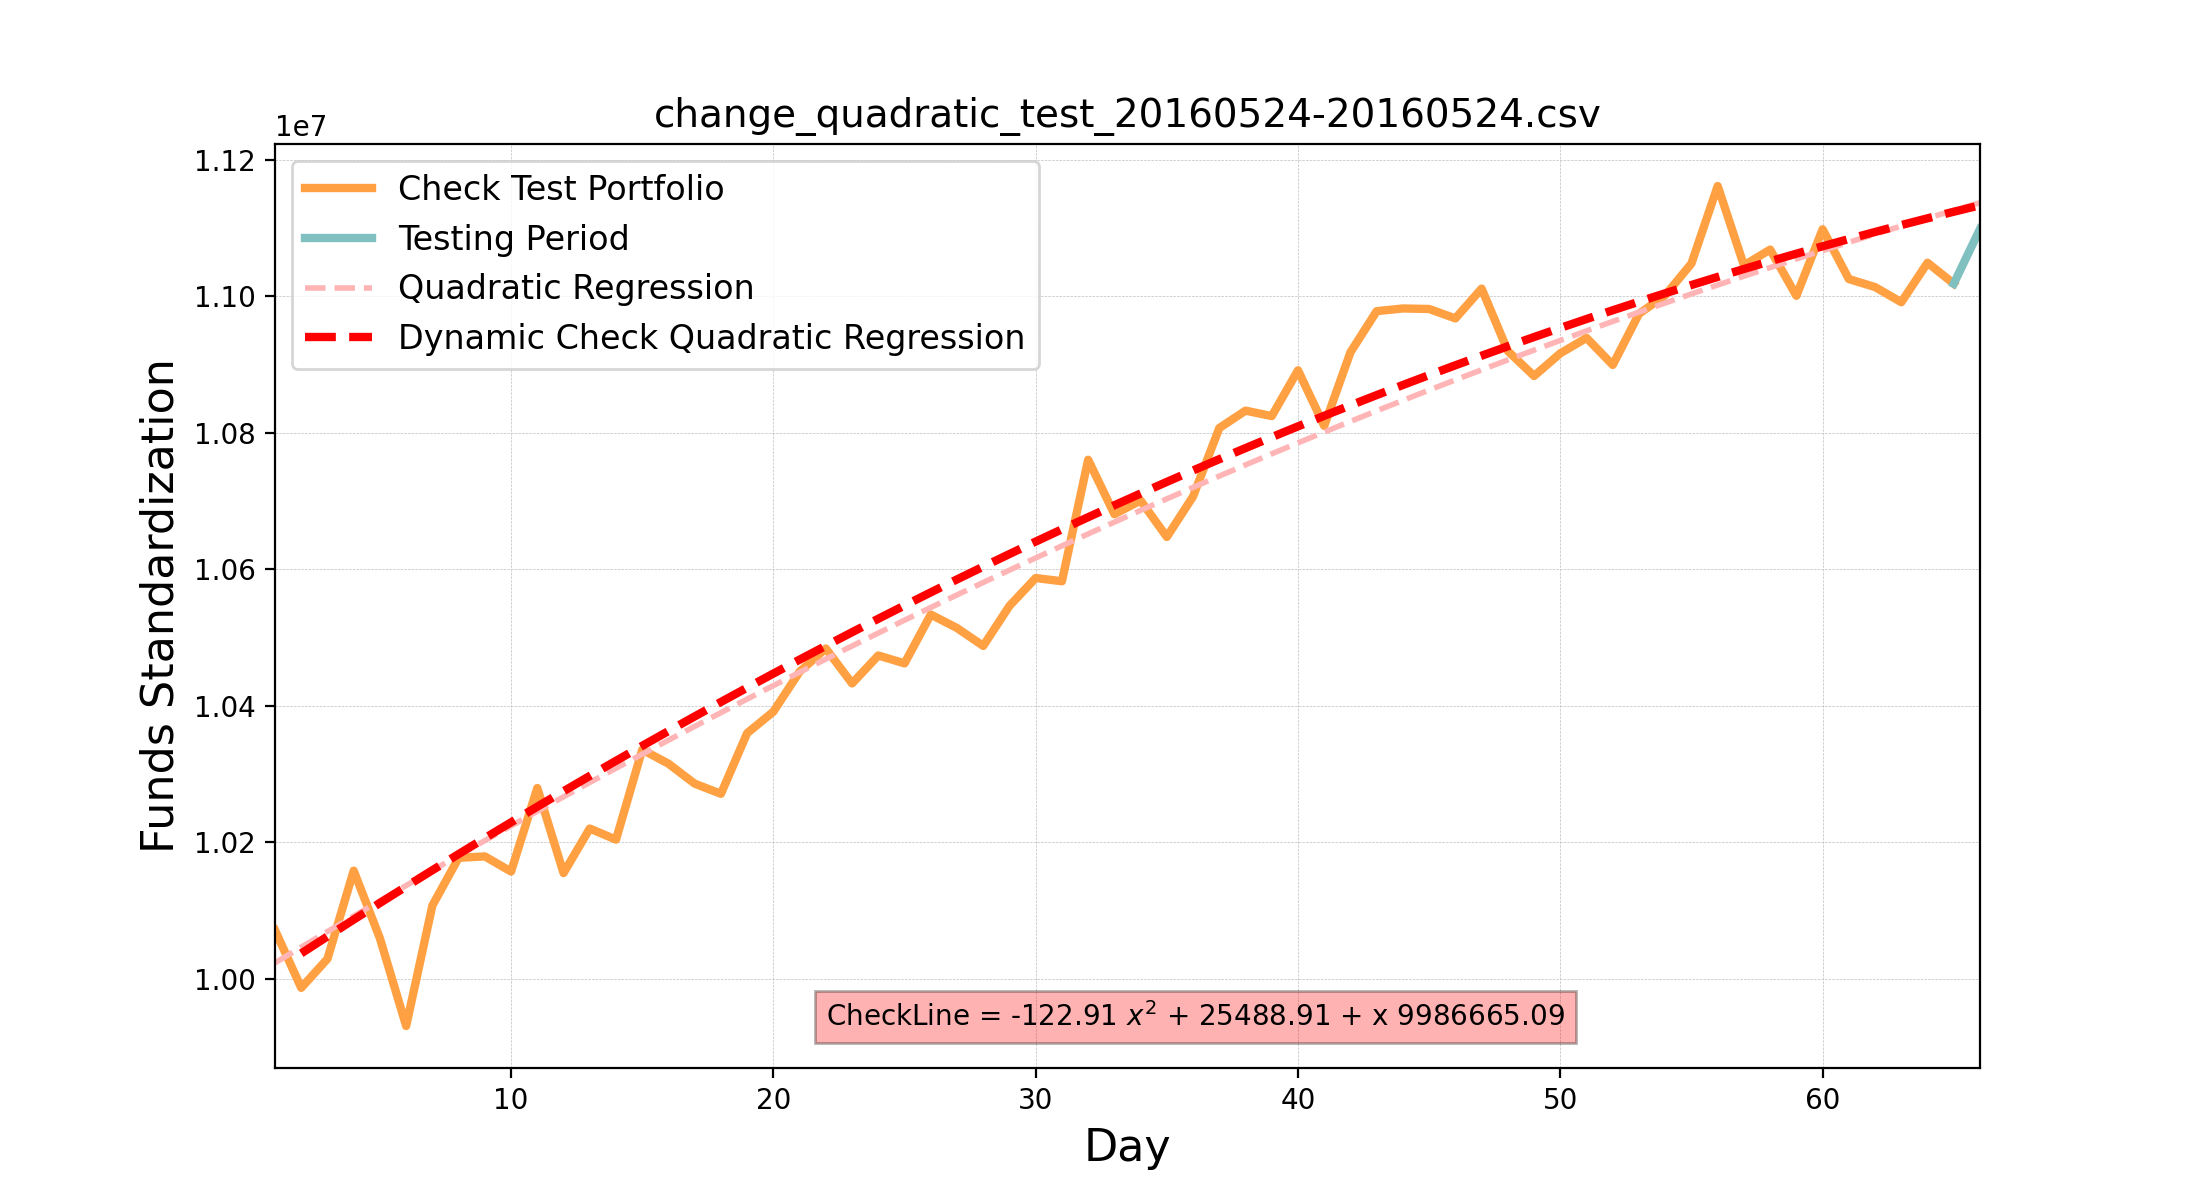 change_quadratic_test_20160524-20160524.csv
1e7
1.12
1.10
1.08
1.06
1.04
1.02
1.00
Funds Standardization
Check Test Portfolio
Testing Period
Quadratic Regression
Dynamic Check Quadratic Regression
CheckLine = -122.91 x² + 25488.91 + x 9986665.09
10 20 30 40 50 60
Day